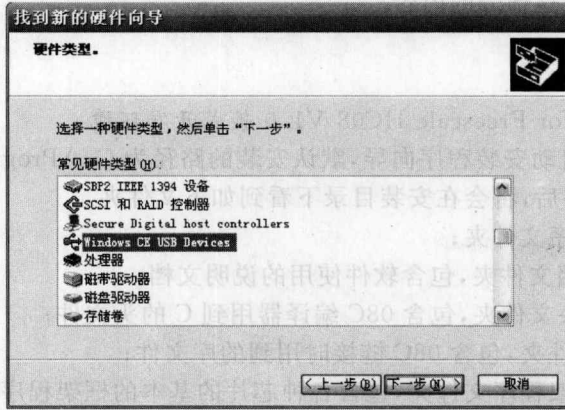 找到新的硬件向导
硬件类型。
选择一种硬件类型，然后单击“下一步”。
常见硬件类型(H):
SBP2 IEEE 1394 设备
SCSI 和 RAID 控制器
Secure Digital host controllers
Windows CE USB Devices
处理器
磁带驱动器
磁盘驱动器
存储卷
< 上一步(B)
下一步(N) >
取消